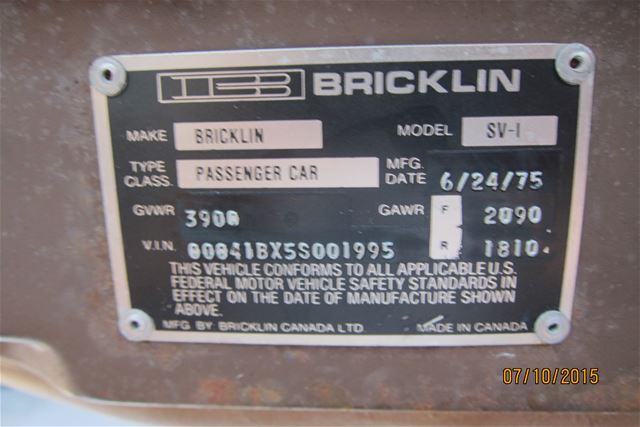 BRICKLIN
MAKE BRICKLIN MODEL SV-1
TYPE CLASS. PASSENGER CAR MFG. DATE 6/24/75
GVWR 3900 GAWR F 2090
V.I.N. 00041BX5S001995 R 1810
THIS VEHICLE CONFORMS TO ALL APPLICABLE U.S.
FEDERAL MOTOR VEHICLE SAFETY STANDARDS IN
EFFECT ON THE DATE OF MANUFACTURE SHOWN
ABOVE.
MFG. BY BRICKLIN CANADA LTD. MADE IN CANADA
07/10/2015